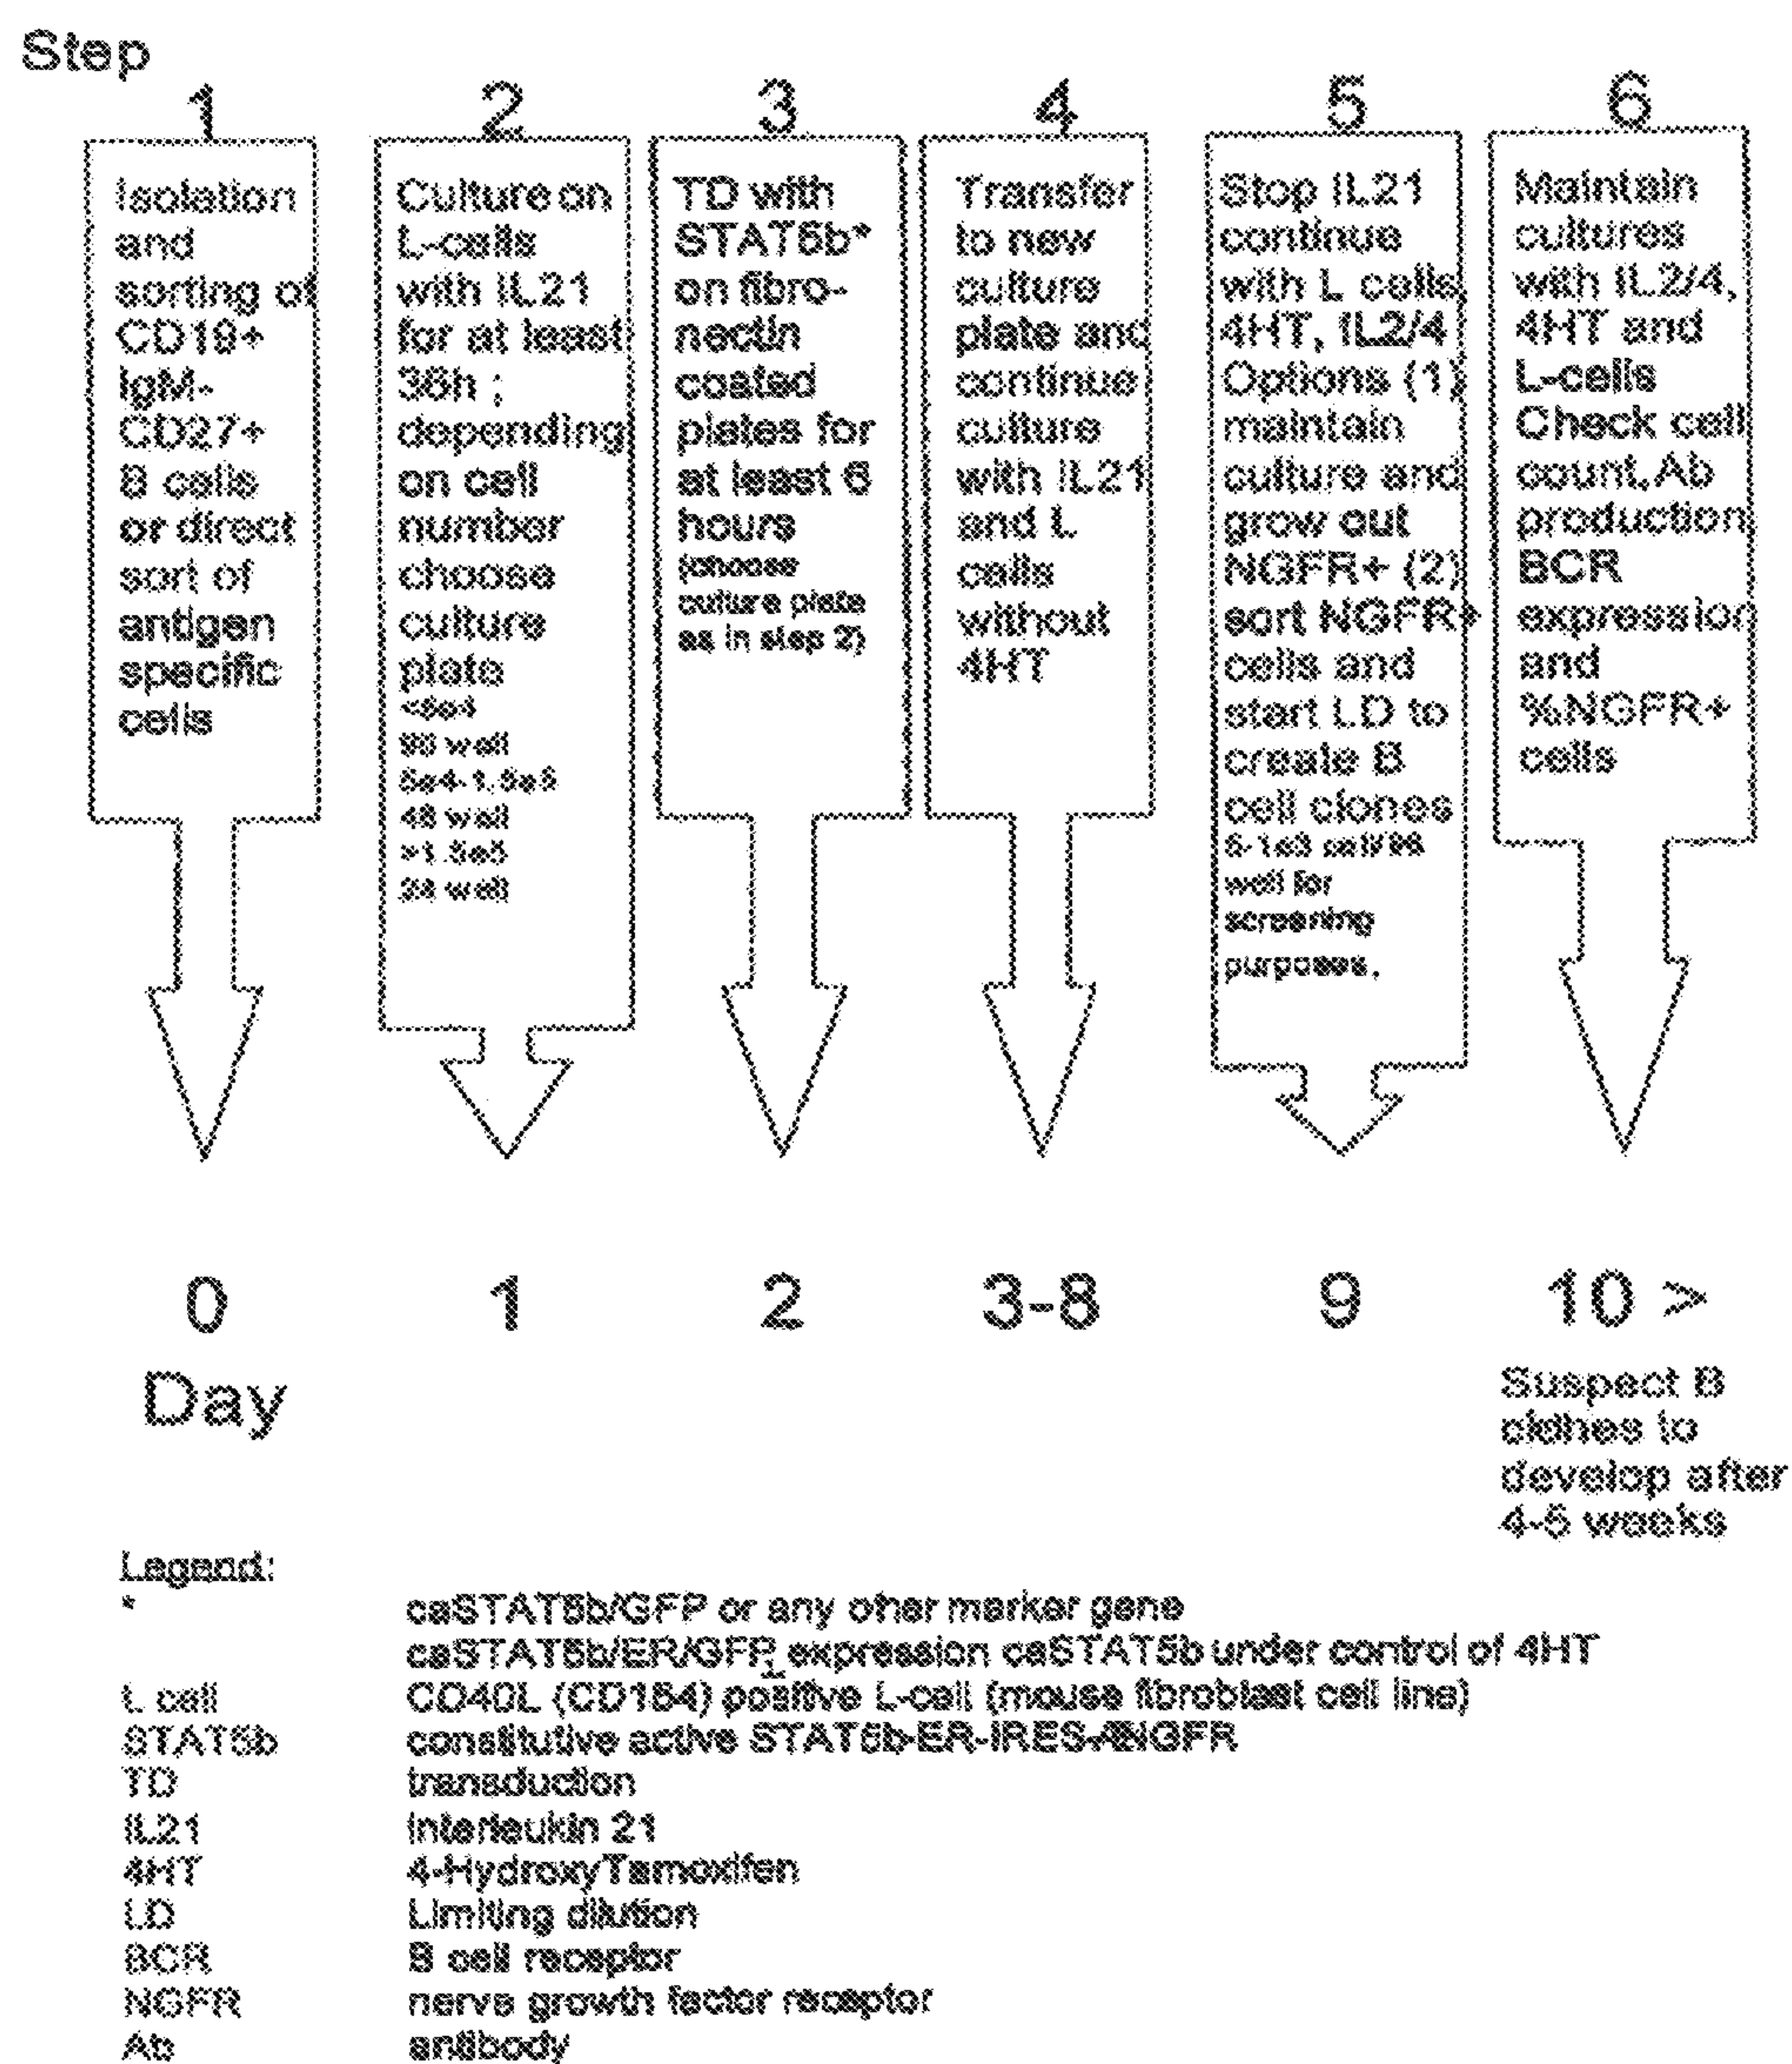 Step
1
2
3
4
5
6
Isolation
and
sorting of
CD19+
IgM-
CD27+
B cells
or direct
sort of
antigen
specific
cells
Culture on
L-cells
with IL21
for at least
36h ;
depending
on cell
number
choose
culture
plate
<5e4
96 well
5e4-1.5e5
48 well
>1.5e5
24 well
TD with
STAT5b*
on fibro-
nectin
coated
plates for
at least 6
hours
(choose
culture plate
as in step 2)
Transfer
to new
culture
plate and
continue
culture
with IL21
and L
cells
without
4HT
Stop IL21
continue
with L cells
4HT, IL2/4
Options (1)
maintain
culture and
grow out
NGFR+ (2)
sort NGFR+
cells and
start LD to
create B
cell clones
5-1e3 cell/96
well for
screening
purposes.
Maintain
cultures
with IL2/4,
4HT and
L-cells
Check cell
count, Ab
production
BCR
expression
and
%NGFR+
cells
0
1
2
3-8
9
10 >
Day
Suspect B
clones to
develop after
weeks
Legend:
* caSTAT5b/GFP or any other marker gene
caSTAT5b/ER/GFP, expression caSTAT5b under control of 4HT
L cell CD40L (CD154) positive L-cell (mouse fibroblast cell line)
STAT5b constitutive active
TD transduction
IL21 Interleukin 21
4HT 4-HydroxyTamoxifen
LD Limiting dilution
BCR B cell receptor
NGFR nerve growth factor receptor
Ab antibody